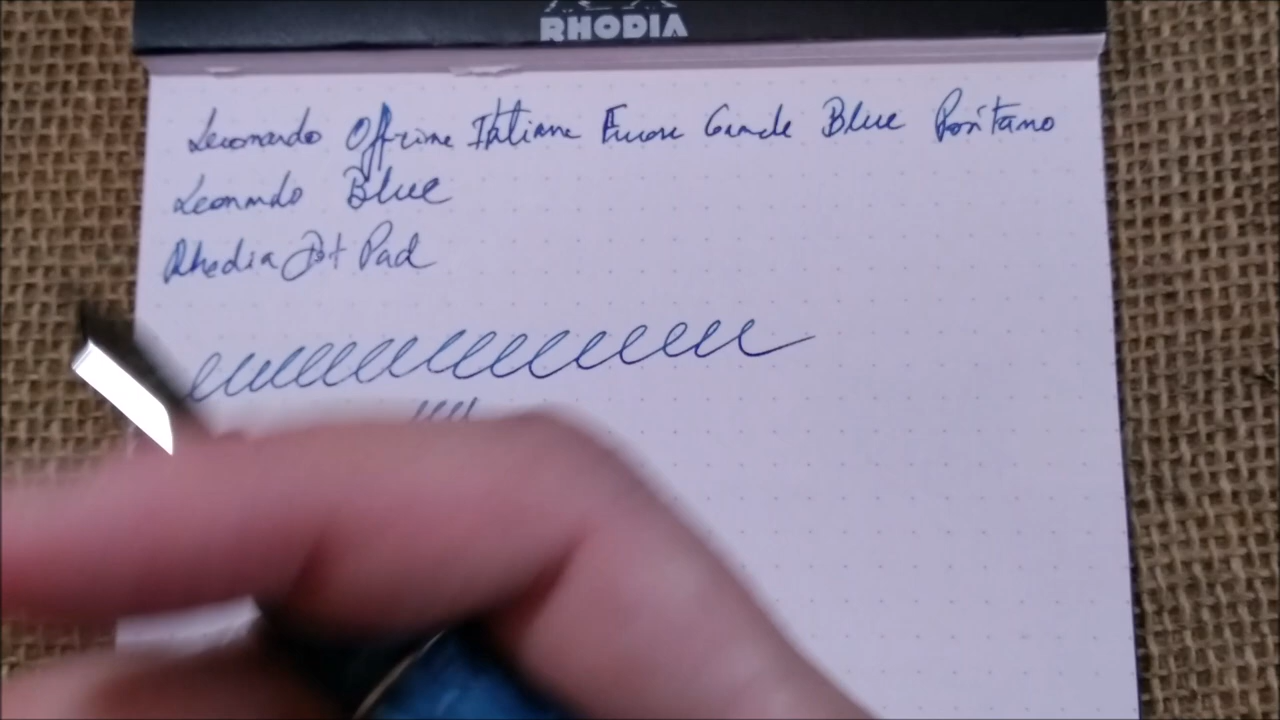 RHODIA
Leonardo Officina Italiana Furore Grande Blue Positano
Leonardo Blue
Rhodia Dot Pad